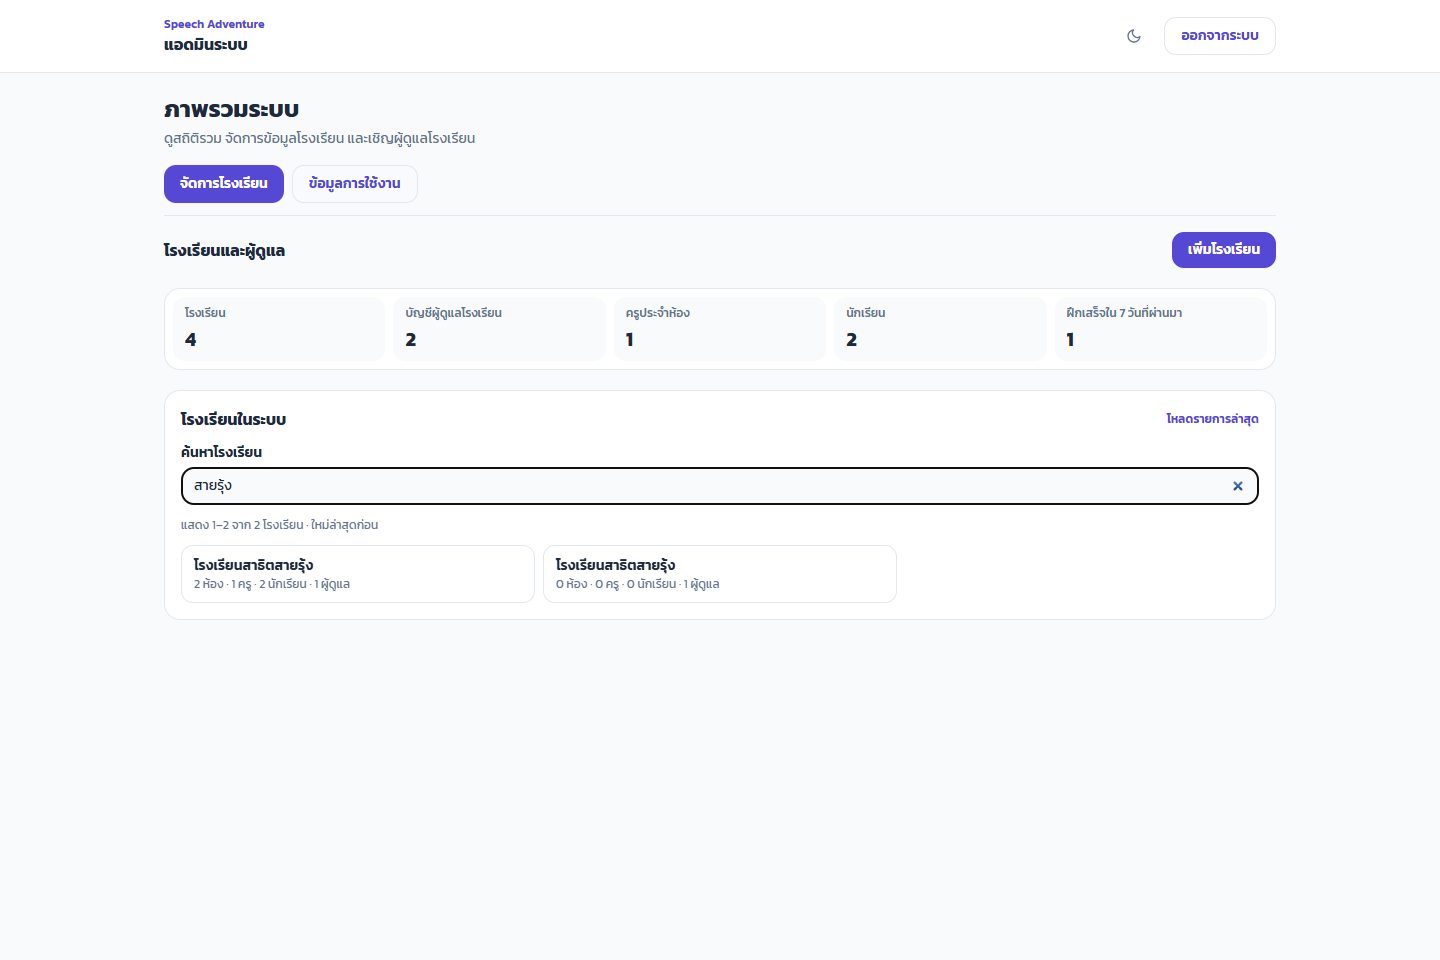 Speech Adventure
แอดมินระบบ
ออกจากระบบ
ภาพรวมระบบ
ดูสถิติรวม จัดการข้อมูลโรงเรียน และเชิญผู้ดูแลโรงเรียน
จัดการโรงเรียน
ข้อมูลการใช้งาน
โรงเรียนและผู้ดูแล
เพิ่มโรงเรียน
โรงเรียน
4
บัญชีผู้ดูแลโรงเรียน
2
ครูประจำห้อง
1
นักเรียน
2
ฝึกเสร็จใน 7 วันที่ผ่านมา
1
โรงเรียนในระบบ
โหลดรายการล่าสุด
ค้นหาโรงเรียน
สายรุ้ง
แสดง 1–2 จาก 2 โรงเรียน · ใหม่ล่าสุดก่อน
โรงเรียนสาธิตสายรุ้ง
2 ห้อง · 1 ครู · 2 นักเรียน · 1 ผู้ดูแล
โรงเรียนสาธิตสายรุ้ง
0 ห้อง · 0 ครู · 0 นักเรียน · 1 ผู้ดูแล